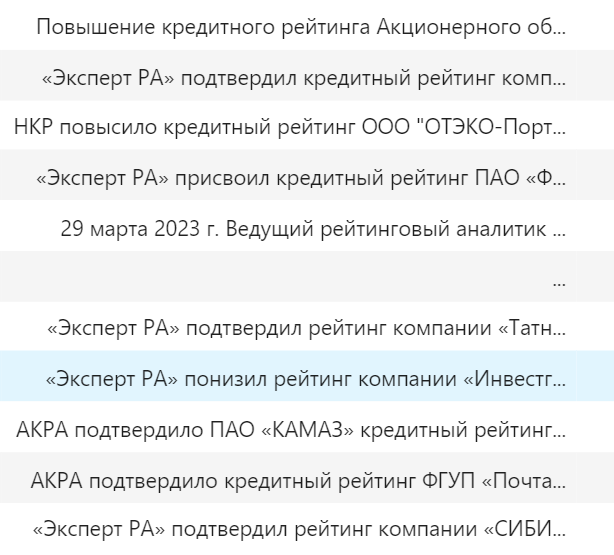 Повышение кредитного рейтинга Акционерного об...
«Эксперт РА» подтвердил кредитный рейтинг комп...
НКР повысило кредитный рейтинг ООО "ОТЭКО-Порт...
«Эксперт РА» присвоил кредитный рейтинг ПАО «Ф...
29 марта 2023 г. Ведущий рейтинговый аналитик ...
...
«Эксперт РА» подтвердил рейтинг компании «Татн...
«Эксперт РА» понизил рейтинг компании «Инвестг...
АКРА подтвердило ПАО «КАМАЗ» кредитный рейтинг...
АКРА подтвердило кредитный рейтинг ФГУП «Почта...
«Эксперт РА» подтвердил рейтинг компании «СИБИ...